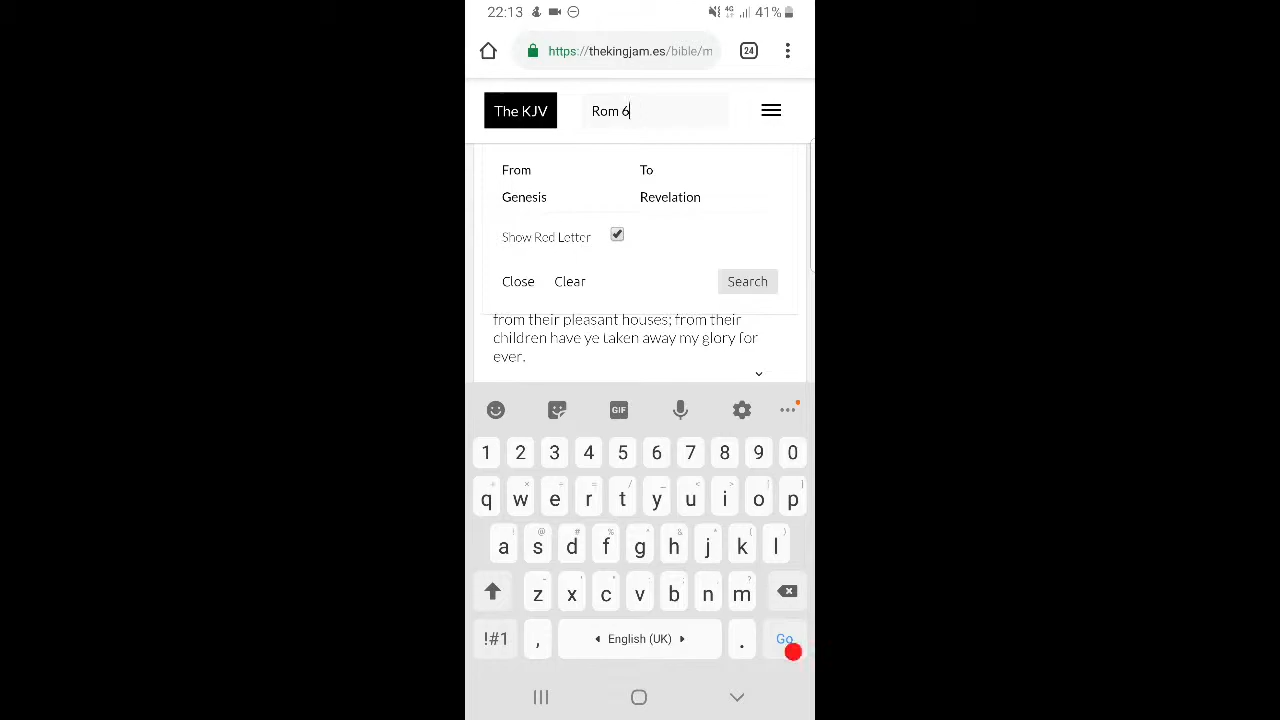 22:13 4G 41%
https://thekingjam.es/bible/m 24
The KJV Rom 6
From To
Genesis Revelation
Show Red Letter
Close Clear Search
from their pleasant houses; from their
children have ye taken away my glory for
ever.
GIF
1 2 3 4 5 6 7 8 9 0
q w e r t y u i o p
a s d f g h j k l
z x c v b n m
!#1 , English (UK) . Go